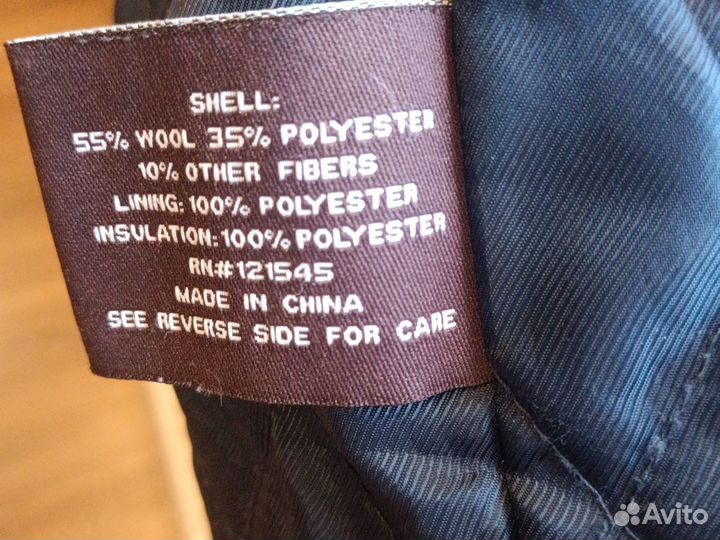 SHELL:
55% WOOL 35% POLYESTER
10% OTHER FIBERS
LINING: 100% POLYESTER
INSULATION: 100% POLYESTER
RN#121545
MADE IN CHINA
SEE REVERSE SIDE FOR CARE
Avito